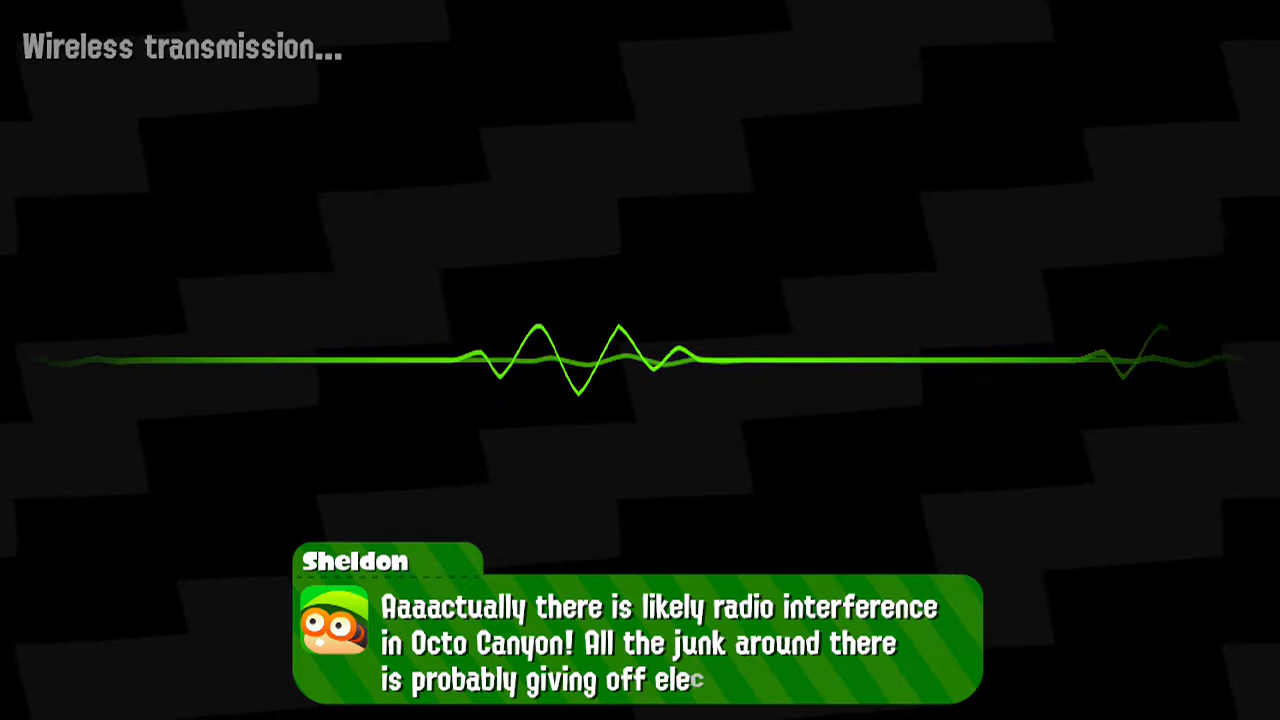 Wireless transmission...
Sheldon
Aaaactually there is likely radio interference
in Octo Canyon! All the junk around there
is probably giving off elec